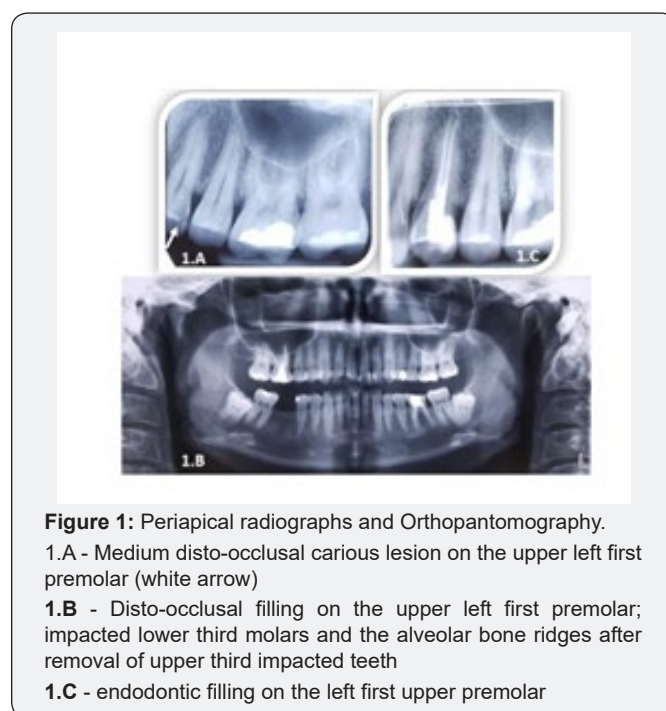 1.A
1.C
1.B
Figure 1: Periapical radiographs and Orthopantomography.
1.A - Medium disto-occlusal carious lesion on the upper left first
premolar (white arrow)
1.B - Disto-occlusal filling on the upper left first premolar;
impacted lower third molars and the alveolar bone ridges after
removal of upper third impacted teeth
1.C - endodontic filling on the left first upper premolar